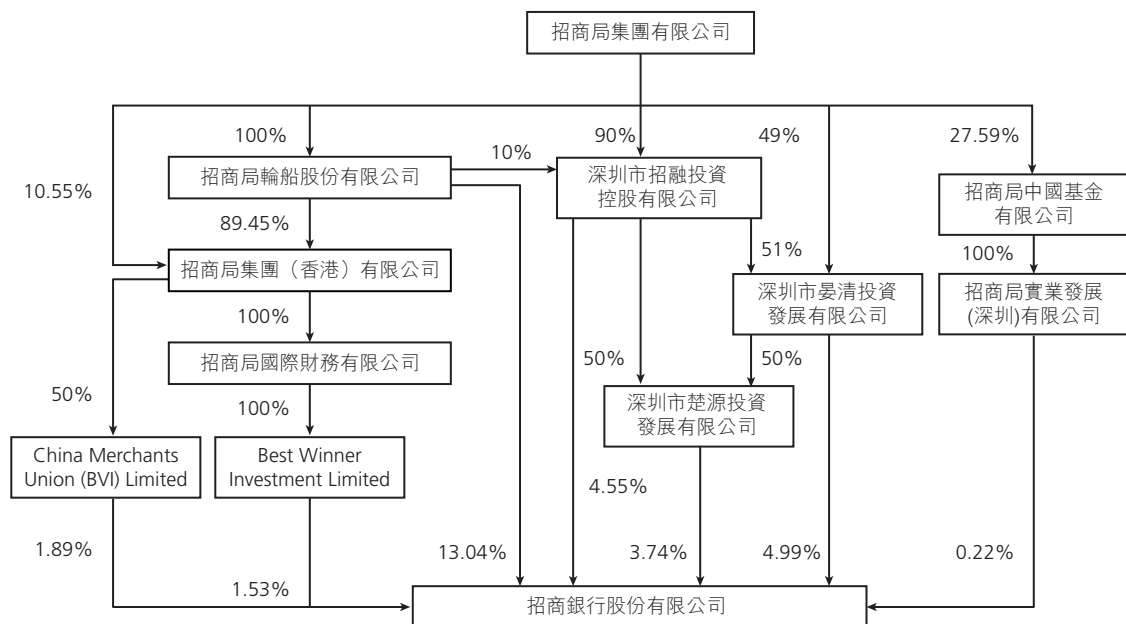 招商局集團有限公司
100%
90%
49%
27.59%
10%
10.55%
招商局輪船股份有限公司
深圳市招融投資
控股有限公司
招商局中國基金
有限公司
89.45%
51%
100%
招商局集團（香港）有限公司
深圳市晏清投資
發展有限公司
招商局實業發展
(深圳)有限公司
100%
招商局國際財務有限公司
50%
50%
50%
100%
深圳市楚源投資
發展有限公司
China Merchants
Union (BVI) Limited
Best Winner
Investment Limited
4.55%
1.89%
13.04%
3.74%
4.99%
0.22%
1.53%
招商銀行股份有限公司